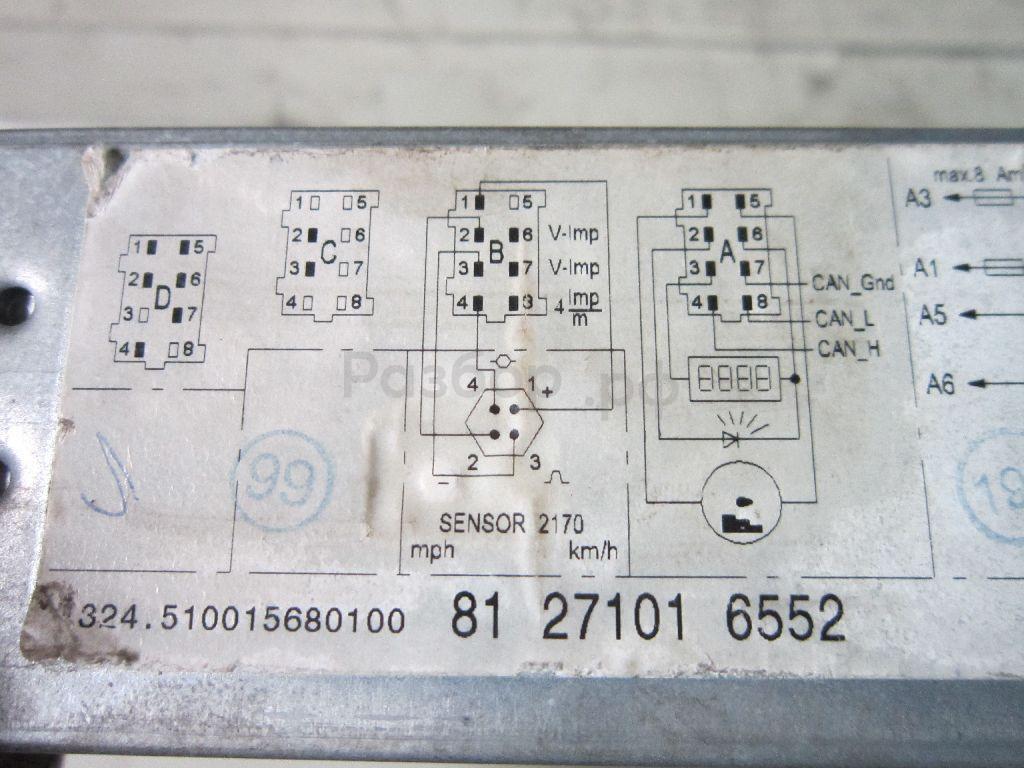 max.8 Am
A3
A1
A5
A6
1 5
2 6
3 7
4 8
D
1 5
2 6
3 7
4 8
C
1 5
2 6 V-Imp
3 7 V-Imp
4 8 4 Imp/m
B
1 5
2 6
3 7
4 8
A
CAN_Gnd
CAN_L
CAN_H
8888
4 1 +
2 3
–
SENSOR 2170
mph km/h
99
Разбор.рф
324.510015680100 81 27101 6552